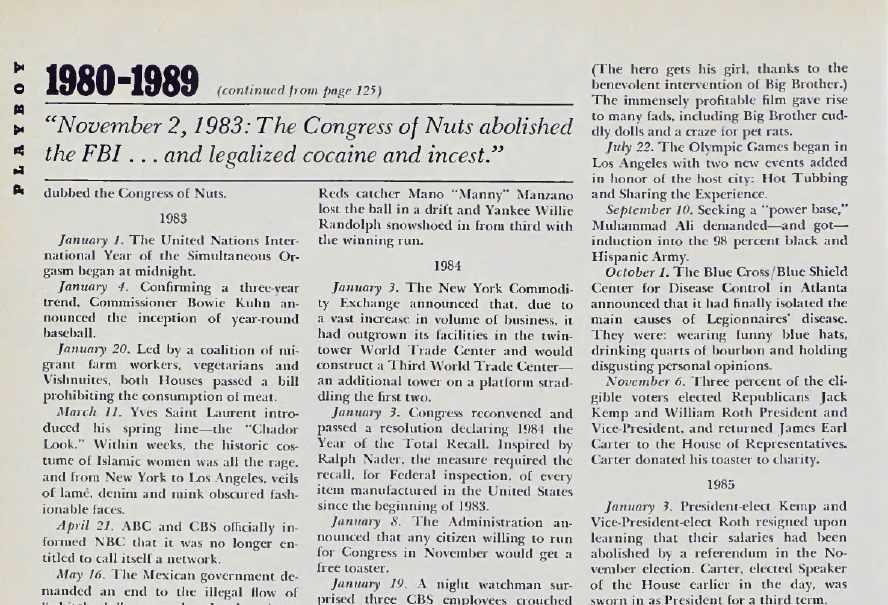 PLAYBOY
1980-1989 (continued from page 125)
“November 2, 1983: The Congress of Nuts abolished
the FBI . . . and legalized cocaine and incest.”
dubbed the Congress of Nuts.
1983
January 1. The United Nations Inter-
national Year of the Simultaneous Or-
gasm began at midnight.
January 4. Confirming a three-year
trend, Commissioner Bowie Kuhn an-
nounced the inception of year-round
baseball.
January 20. Led by a coalition of mi-
grant farm workers, vegetarians and
Vishnuites, both Houses passed a bill
prohibiting the consumption of meat.
March 11. Yves Saint Laurent intro-
duced his spring line—the “Chador
Look.” Within weeks, the historic cos-
tume of Islamic women was all the rage,
and from New York to Los Angeles, veils
of lamé, denim and mink obscured fash-
ionable faces.
April 21. ABC and CBS officially in-
formed NBC that it was no longer en-
titled to call itself a network.
May 16. The Mexican government de-
manded an end to the illegal flow of
Reds catcher Mano “Manny” Manzano
lost the ball in a drift and Yankee Willie
Randolph snowshoed in from third with
the winning run.
1984
January 3. The New York Commodi-
ty Exchange announced that, due to
a vast increase in volume of business, it
had outgrown its facilities in the twin-
tower World Trade Center and would
construct a Third World Trade Center—
an additional tower on a platform strad-
dling the first two.
January 3. Congress reconvened and
passed a resolution declaring 1984 the
Year of the Total Recall. Inspired by
Ralph Nader, the measure required the
recall, for Federal inspection, of every
item manufactured in the United States
since the beginning of 1983.
January 8. The Administration an-
nounced that any citizen willing to run
for Congress in November would get a
free toaster.
January 19. A night watchman sur-
prised three CBS employees crouched
(The hero gets his girl, thanks to the
benevolent intervention of Big Brother.)
The immensely profitable film gave rise
to many fads, including Big Brother cud-
dly dolls and a craze for pet rats.
July 22. The Olympic Games began in
Los Angeles with two new events added
in honor of the host city: Hot Tubbing
and Sharing the Experience.
September 10. Seeking a “power base,”
Muhammad Ali demanded—and got—
induction into the 98 percent black and
Hispanic Army.
October 1. The Blue Cross/Blue Shield
Center for Disease Control in Atlanta
announced that it had finally isolated the
main causes of Legionnaires’ disease.
They were: wearing funny blue hats,
drinking quarts of bourbon and holding
disgusting personal opinions.
November 6. Three percent of the eli-
gible voters elected Republicans Jack
Kemp and William Roth President and
Vice-President, and returned James Earl
Carter to the House of Representatives.
Carter donated his toaster to charity.
1985
January 3. President-elect Kemp and
Vice-President-elect Roth resigned upon
learning that their salaries had been
abolished by a referendum in the No-
vember election. Carter, elected Speaker
of the House earlier in the day, was
sworn in as President for a third term.